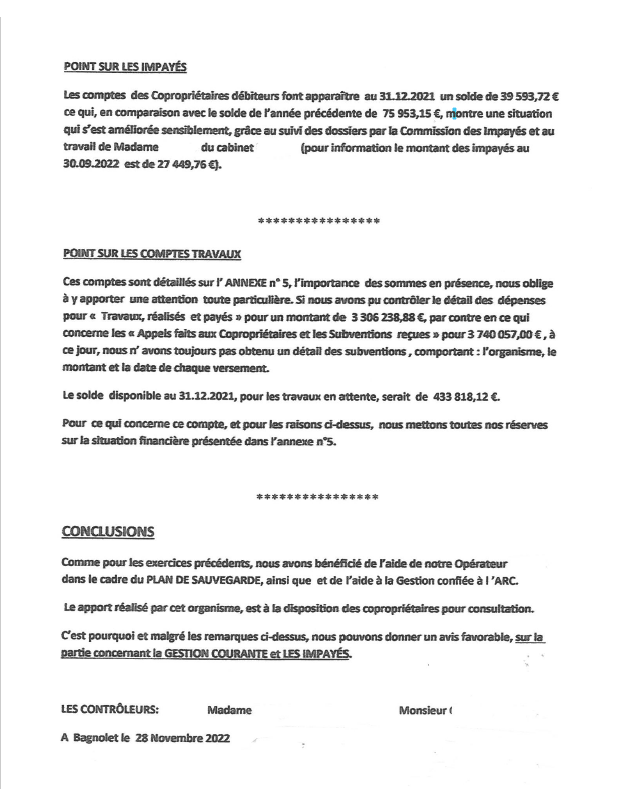 POINT SUR LES IMPAYÉS
Les comptes des Copropriétaires débiteurs font apparaître au 31.12.2021 un solde de 39 593,72 €
ce qui, en comparaison avec le solde de l'année précédente de 75 953,15 €, montre une situation
qui s'est améliorée sensiblement, grâce au suivi des dossiers par la Commission des Impayés et au
travail de Madame du cabinet (pour information le montant des impayés au
30.09.2022 est de 27 449,76 €).
****************
POINT SUR LES COMPTES TRAVAUX
Ces comptes sont détaillés sur l' ANNEXE n° 5, l'importance des sommes en présence, nous oblige
à y apporter une attention toute particulière. Si nous avons pu contrôler le détail des dépenses
pour « Travaux, réalisés et payés » pour un montant de 3 306 238,88 €, par contre en ce qui
concerne les « Appels faits aux Copropriétaires et les Subventions reçues » pour 3 740 057,00 € , à
ce jour, nous n' avons toujours pas obtenu un détail des subventions , comportant : l'organisme, le
montant et la date de chaque versement.
Le solde disponible au 31.12.2021, pour les travaux en attente, serait de 433 818,12 €.
Pour ce qui concerne ce compte, et pour les raisons ci-dessus, nous mettons toutes nos réserves
sur la situation financière présentée dans l'annexe n°5.
****************
CONCLUSIONS
Comme pour les exercices précédents, nous avons bénéficié de l'aide de notre Opérateur
dans le cadre du PLAN DE SAUVEGARDE, ainsi que et de l'aide à la Gestion confiée à l 'ARC.
Le apport réalisé par cet organisme, est à la disposition des copropriétaires pour consultation.
C'est pourquoi et malgré les remarques ci-dessus, nous pouvons donner un avis favorable, sur la
partie concernant la GESTION COURANTE et LES IMPAYÉS.
LES CONTRÔLEURS: Madame Monsieur
A Bagnolet le 28 Novembre 2022